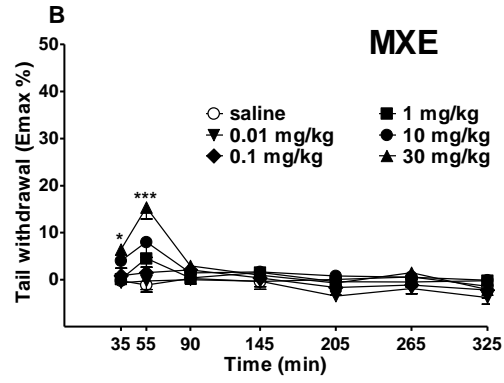 B
MXE
50
40
30
20
10
0
Tail withdrawal (Emax %)
saline
0.01 mg/kg
0.1 mg/kg
1 mg/kg
10 mg/kg
30 mg/kg
*
***
35 55 90 145 205 265 325
Time (min)